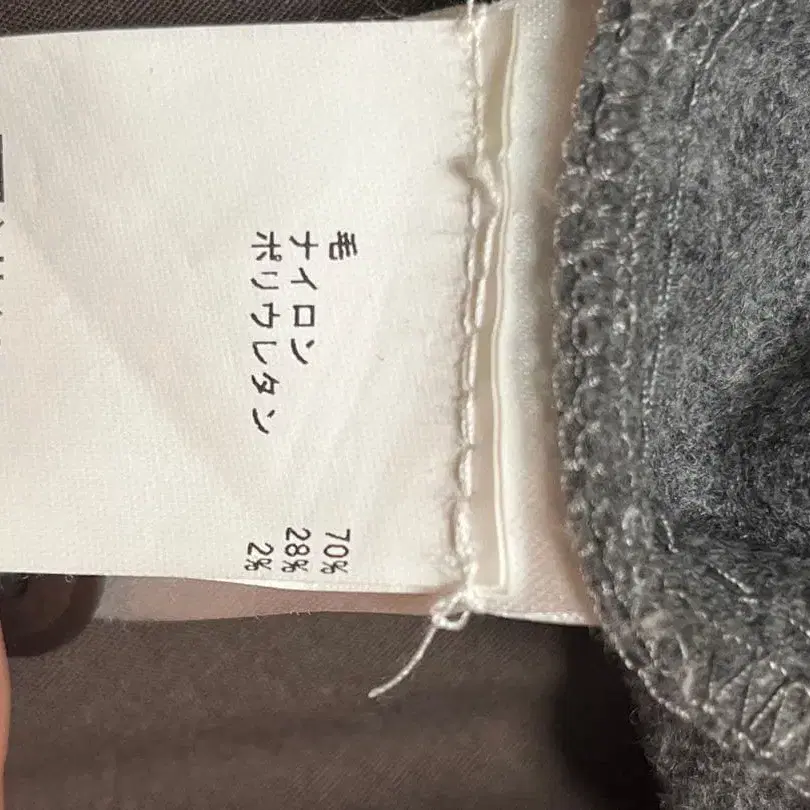 毛 70%
ナイロン 28%
ポリウレタン 2%